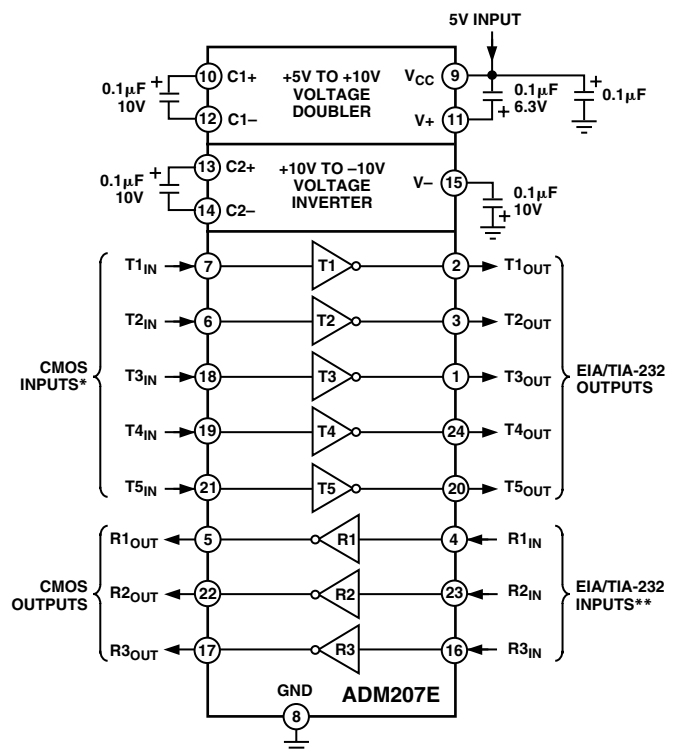 5V INPUT
0.1µF
10V
+
10
C1+
12
C1–
+5V TO +10V
VOLTAGE
DOUBLER
VCC
9
V+
11
0.1µF
6.3V
+
+
0.1µF
0.1µF
10V
+
13
C2+
14
C2–
+10V TO –10V
VOLTAGE
INVERTER
V–
15
0.1µF
10V
+
CMOS
INPUTS*
T1IN 7 T1 2 T1OUT
T2IN 6 T2 3 T2OUT
T3IN 18 T3 1 T3OUT
T4IN 19 T4 24 T4OUT
T5IN 21 T5 20 T5OUT
EIA/TIA-232
OUTPUTS
CMOS
OUTPUTS
R1OUT 5 R1 4 R1IN
R2OUT 22 R2 23 R2IN
R3OUT 17 R3 16 R3IN
EIA/TIA-232
INPUTS**
GND
8
ADM207E